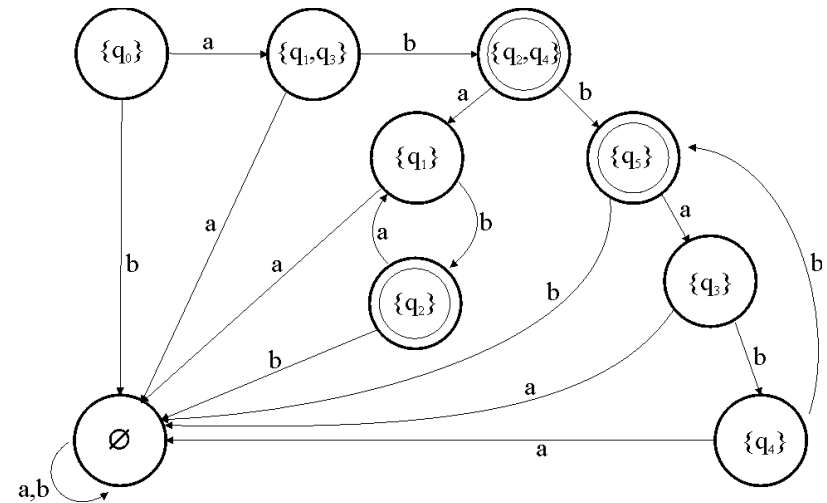 {q₀} a {q₁,q₃} b {q₂,q₄}
a b
{q₁} {q₅}
a
a b a
a
b {q₃} b
{q₂} b
b b
a
∅ {q₄}
a
a,b